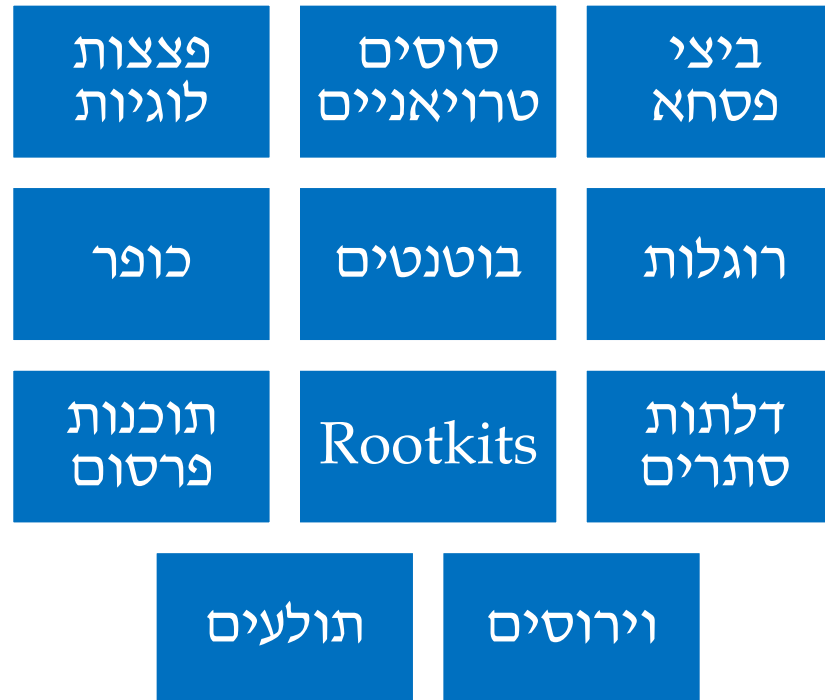 ביצי
פסחא
סוסים
טרויאניים
פצצות
לוגיות
רוגלות
בוטנטים
כופר
דלתות
סתרים
Rootkits
תוכנות
פרסום
וירוסים
תולעים